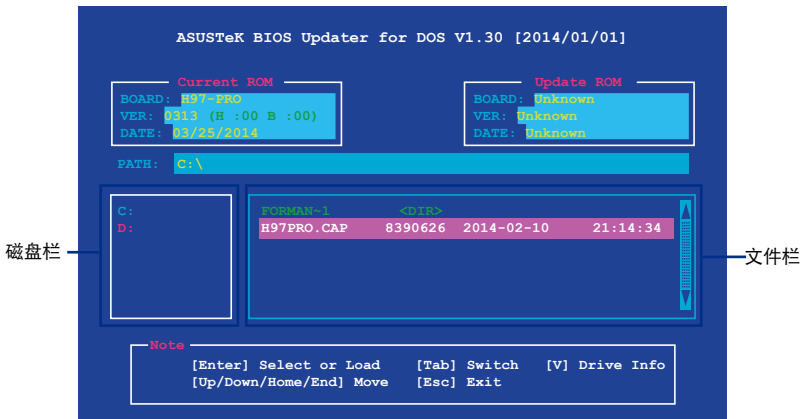 ASUSTeK BIOS Updater for DOS V1.30 [2014/01/01]
Current ROM
BOARD: H97-PRO
VER: 0313 (H :00 B :00)
DATE: 03/25/2014
Update ROM
BOARD: Unknown
VER: Unknown
DATE: Unknown
PATH: C:\
C:
D:
FORMAN~1 <DIR>
H97PRO.CAP 8390626 2014-02-10 21:14:34
磁盘栏
文件栏
Note
[Enter] Select or Load [Tab] Switch [V] Drive Info
[Up/Down/Home/End] Move [Esc] Exit